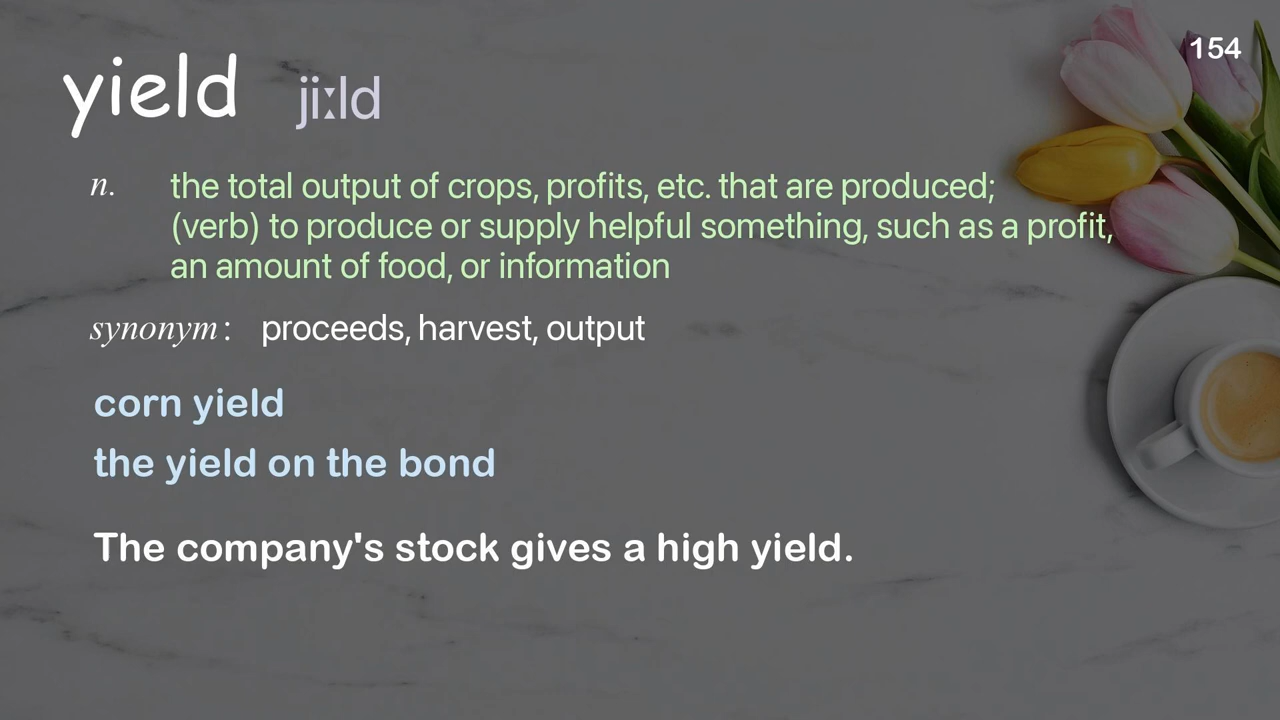 154
yield ji:ld
n. the total output of crops, profits, etc. that are produced;
(verb) to produce or supply helpful something, such as a profit,
an amount of food, or information
synonym: proceeds, harvest, output
corn yield
the yield on the bond
The company's stock gives a high yield.